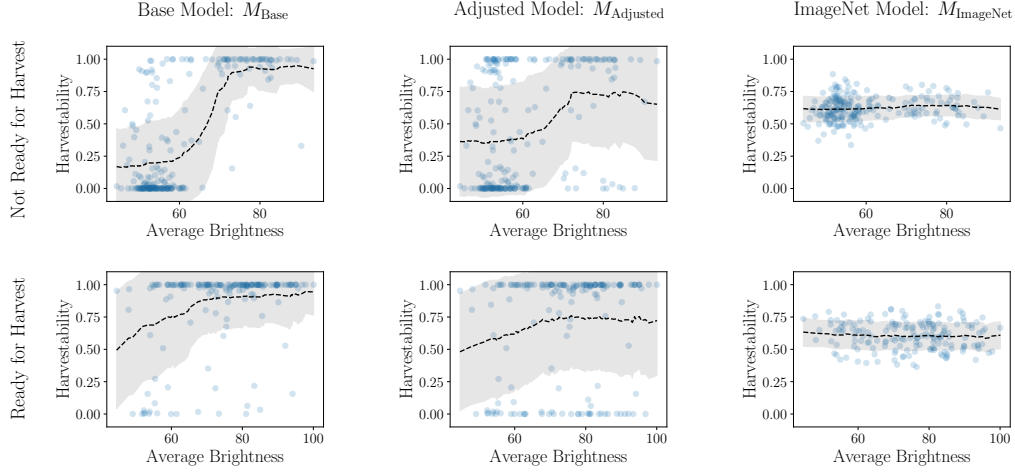 Base Model: M_Base
Adjusted Model: M_Adjusted
ImageNet Model: M_ImageNet
Not Ready for Harvest
Harvestability
1.00
0.75
0.50
0.25
0.00
60
80
Average Brightness
Harvestability
1.00
0.75
0.50
0.25
0.00
60
80
Average Brightness
Harvestability
1.00
0.75
0.50
0.25
0.00
60
80
Average Brightness
Ready for Harvest
Harvestability
1.00
0.75
0.50
0.25
0.00
60
80
100
Average Brightness
Harvestability
1.00
0.75
0.50
0.25
0.00
60
80
100
Average Brightness
Harvestability
1.00
0.75
0.50
0.25
0.00
60
80
100
Average Brightness